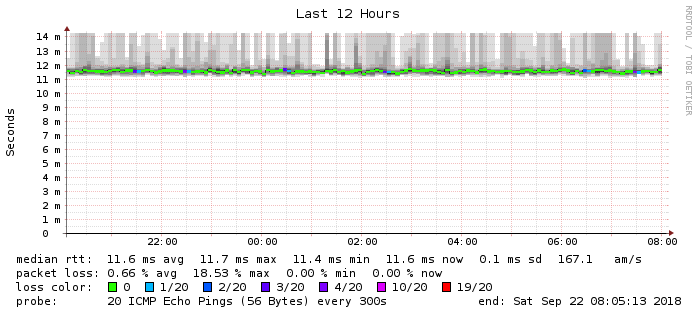 Last 12 Hours
RRDTOOL / TOBI OETIKER
Seconds
14 m
12 m
11 m
10 m
9 m
8 m
7 m
6 m
5 m
4 m
3 m
2 m
1 m
0
22:00 00:00 02:00 04:00 06:00 08:00
median rtt: 11.6 ms avg 11.7 ms max 11.4 ms min 11.6 ms now 0.1 ms sd 167.1 am/s
packet loss: 0.66 % avg 18.53 % max 0.00 % min 0.00 % now
loss color: 0 1/20 2/20 3/20 4/20 10/20 19/20
probe: 20 ICMP Echo Pings (56 Bytes) every 300s end: Sat Sep 22 08:05:13 2018